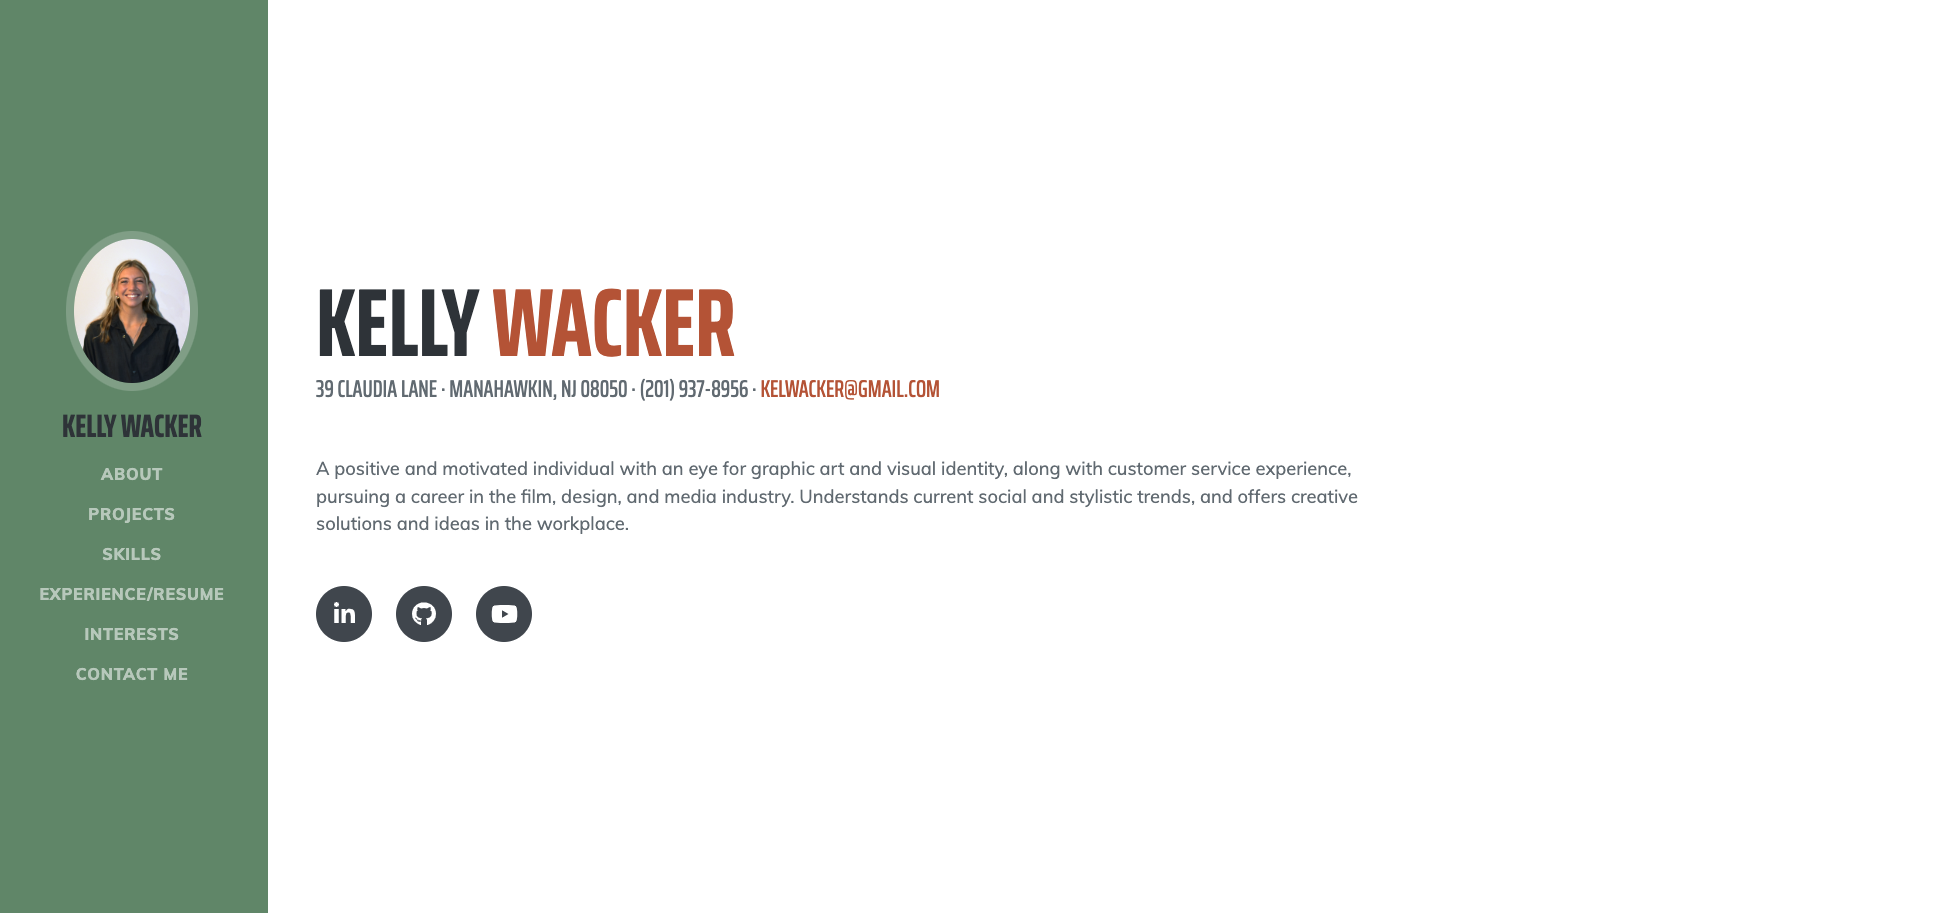 KELLY WACKER
ABOUT
PROJECTS
SKILLS
EXPERIENCE/RESUME
INTERESTS
CONTACT ME
KELLY WACKER
39 CLAUDIA LANE · MANAHAWKIN, NJ 08050 · (201) 937-8956 · KELWACKER@GMAIL.COM
A positive and motivated individual with an eye for graphic art and visual identity, along with customer service experience,
pursuing a career in the film, design, and media industry. Understands current social and stylistic trends, and offers creative
solutions and ideas in the workplace.
in